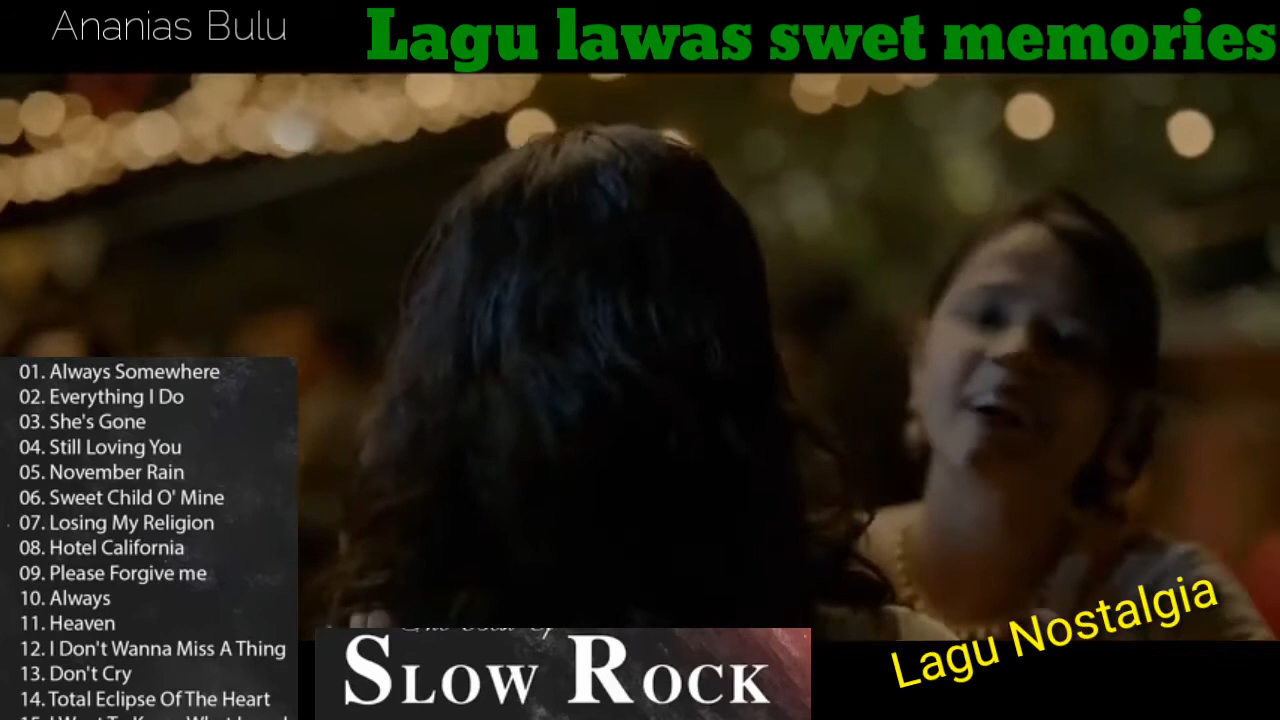 Ananias Bulu
Lagu lawas swet memories
01. Always Somewhere
02. Everything I Do
03. She's Gone
04. Still Loving You
05. November Rain
06. Sweet Child O' Mine
07. Losing My Religion
08. Hotel California
09. Please Forgive me
10. Always
11. Heaven
12. I Don't Wanna Miss A Thing
13. Don't Cry
14. Total Eclipse Of The Heart
SLOW ROCK
Lagu Nostalgia